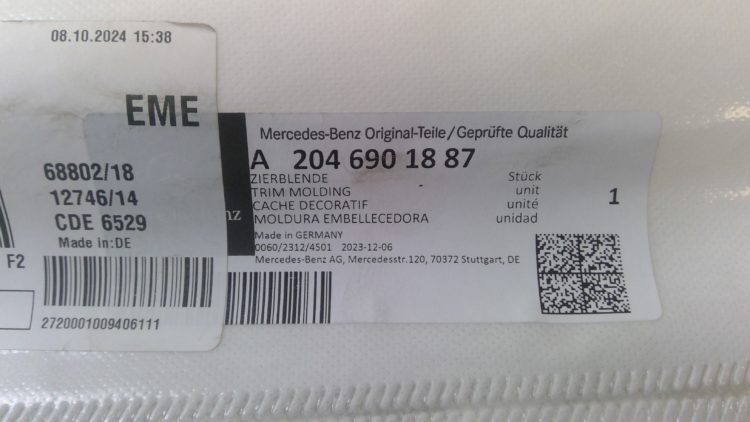 08.10.2024 15:38
EME
68802/18
12746/14
CDE 6529
Made in:DE
F2
2720001009406111
Mercedes-Benz Original-Teile/Geprüfte Qualität
A 204 690 18 87
ZIERBLENDE Stück
TRIM MOLDING unit
CACHE DECORATIF unité
MOLDURA EMBELLECEDORA unidad
1
nz
Made in GERMANY
0060/2312/4501 2023-12-06
Mercedes-Benz AG, Mercedesstr.120, 70372 Stuttgart, DE